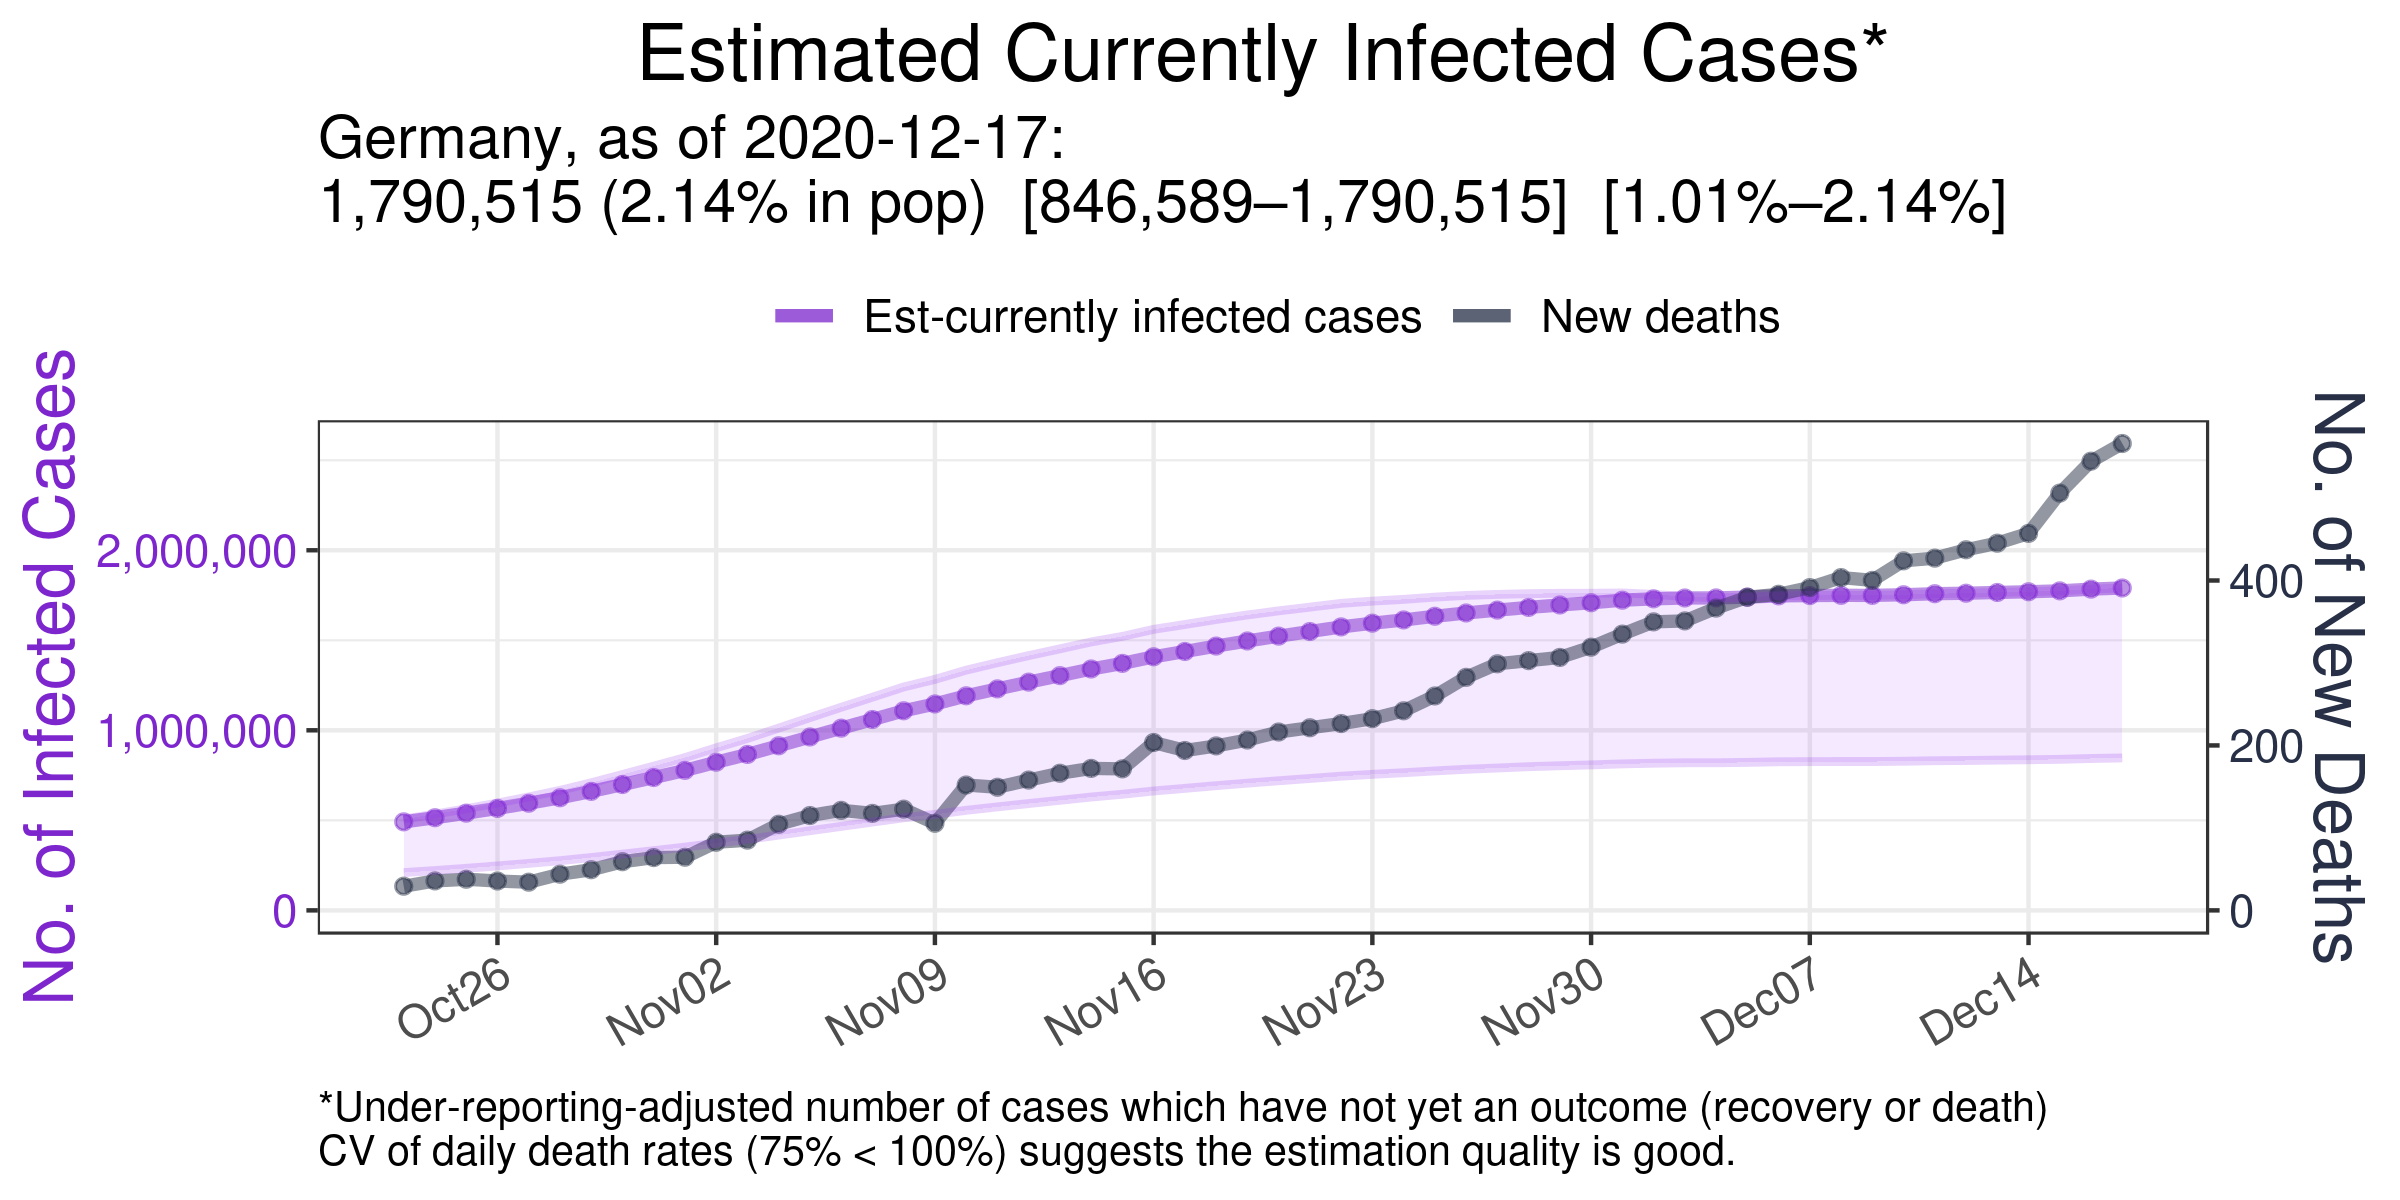 Estimated Currently Infected Cases*
Germany, as of 2020-12-17:
1,790,515 (2.14% in pop) [846,589–1,790,515] [1.01%–2.14%]
Est-currently infected cases
New deaths
No. of Infected Cases
2,000,000
1,000,000
0
No. of New Deaths
400
200
0
Oct26
Nov02
Nov09
Nov16
Nov23
Nov30
Dec07
Dec14
*Under-reporting-adjusted number of cases which have not yet an outcome (recovery or death)
CV of daily death rates (75% < 100%) suggests the estimation quality is good.